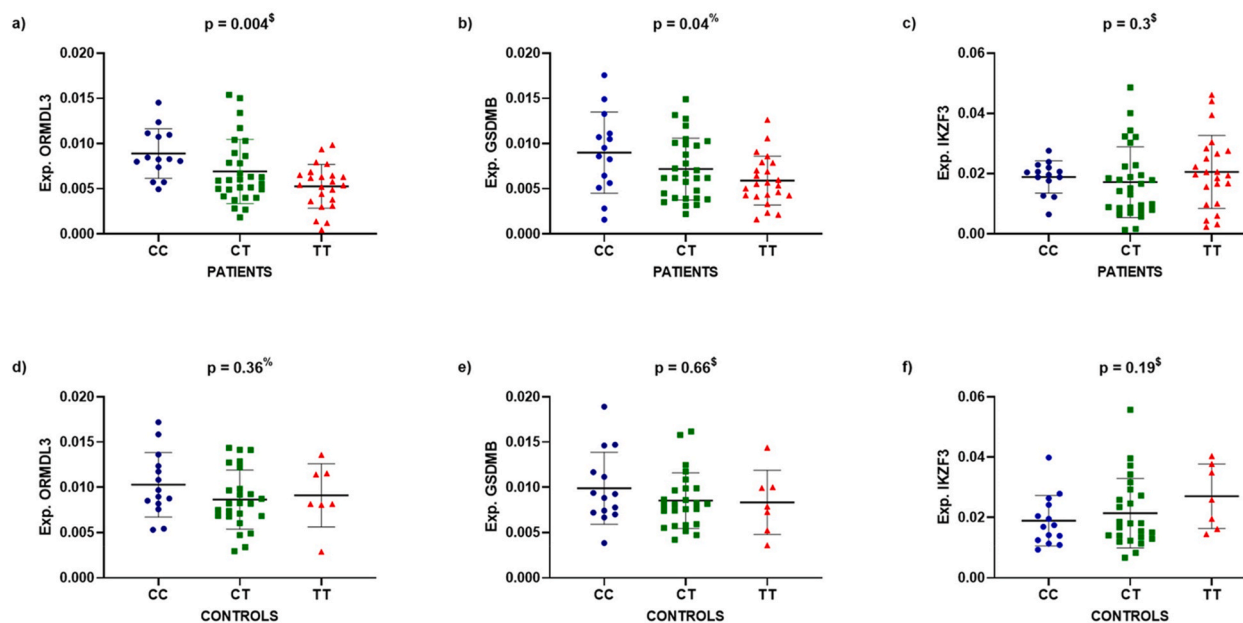 a) p = 0.004$
Exp. ORMDL3
0.020
0.015
0.010
0.005
0.000
CC CT TT
PATIENTS
b) p = 0.04%
Exp. GSDMB
0.020
0.015
0.010
0.005
0.000
CC CT TT
PATIENTS
c) p = 0.3$
Exp. IKZF3
0.06
0.04
0.02
0.00
CC CT TT
PATIENTS
d) p = 0.36%
Exp. ORMDL3
0.020
0.015
0.010
0.005
0.000
CC CT TT
CONTROLS
e) p = 0.66$
Exp. GSDMB
0.020
0.015
0.010
0.005
0.000
CC CT TT
CONTROLS
f) p = 0.19$
Exp. IKZF3
0.06
0.04
0.02
0.00
CC CT TT
CONTROLS